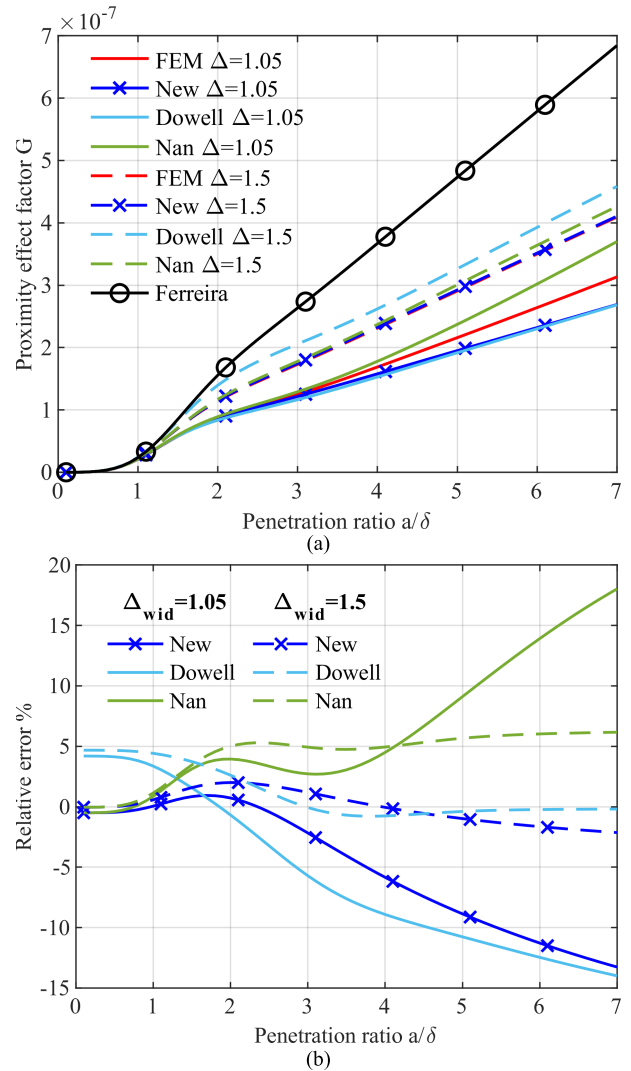 ×10⁻⁷
7
6
5
4
3
2
1
0
Proximity effect factor G
FEM Δ=1.05
New Δ=1.05
Dowell Δ=1.05
Nan Δ=1.05
FEM Δ=1.5
New Δ=1.5
Dowell Δ=1.5
Nan Δ=1.5
Ferreira
0 1 2 3 4 5 6 7
Penetration ratio a/δ
(a)
20
15
10
5
0
-5
-10
-15
Relative error %
Δwid=1.05 Δwid=1.5
New New
Dowell Dowell
Nan Nan
0 1 2 3 4 5 6 7
Penetration ratio a/δ
(b)